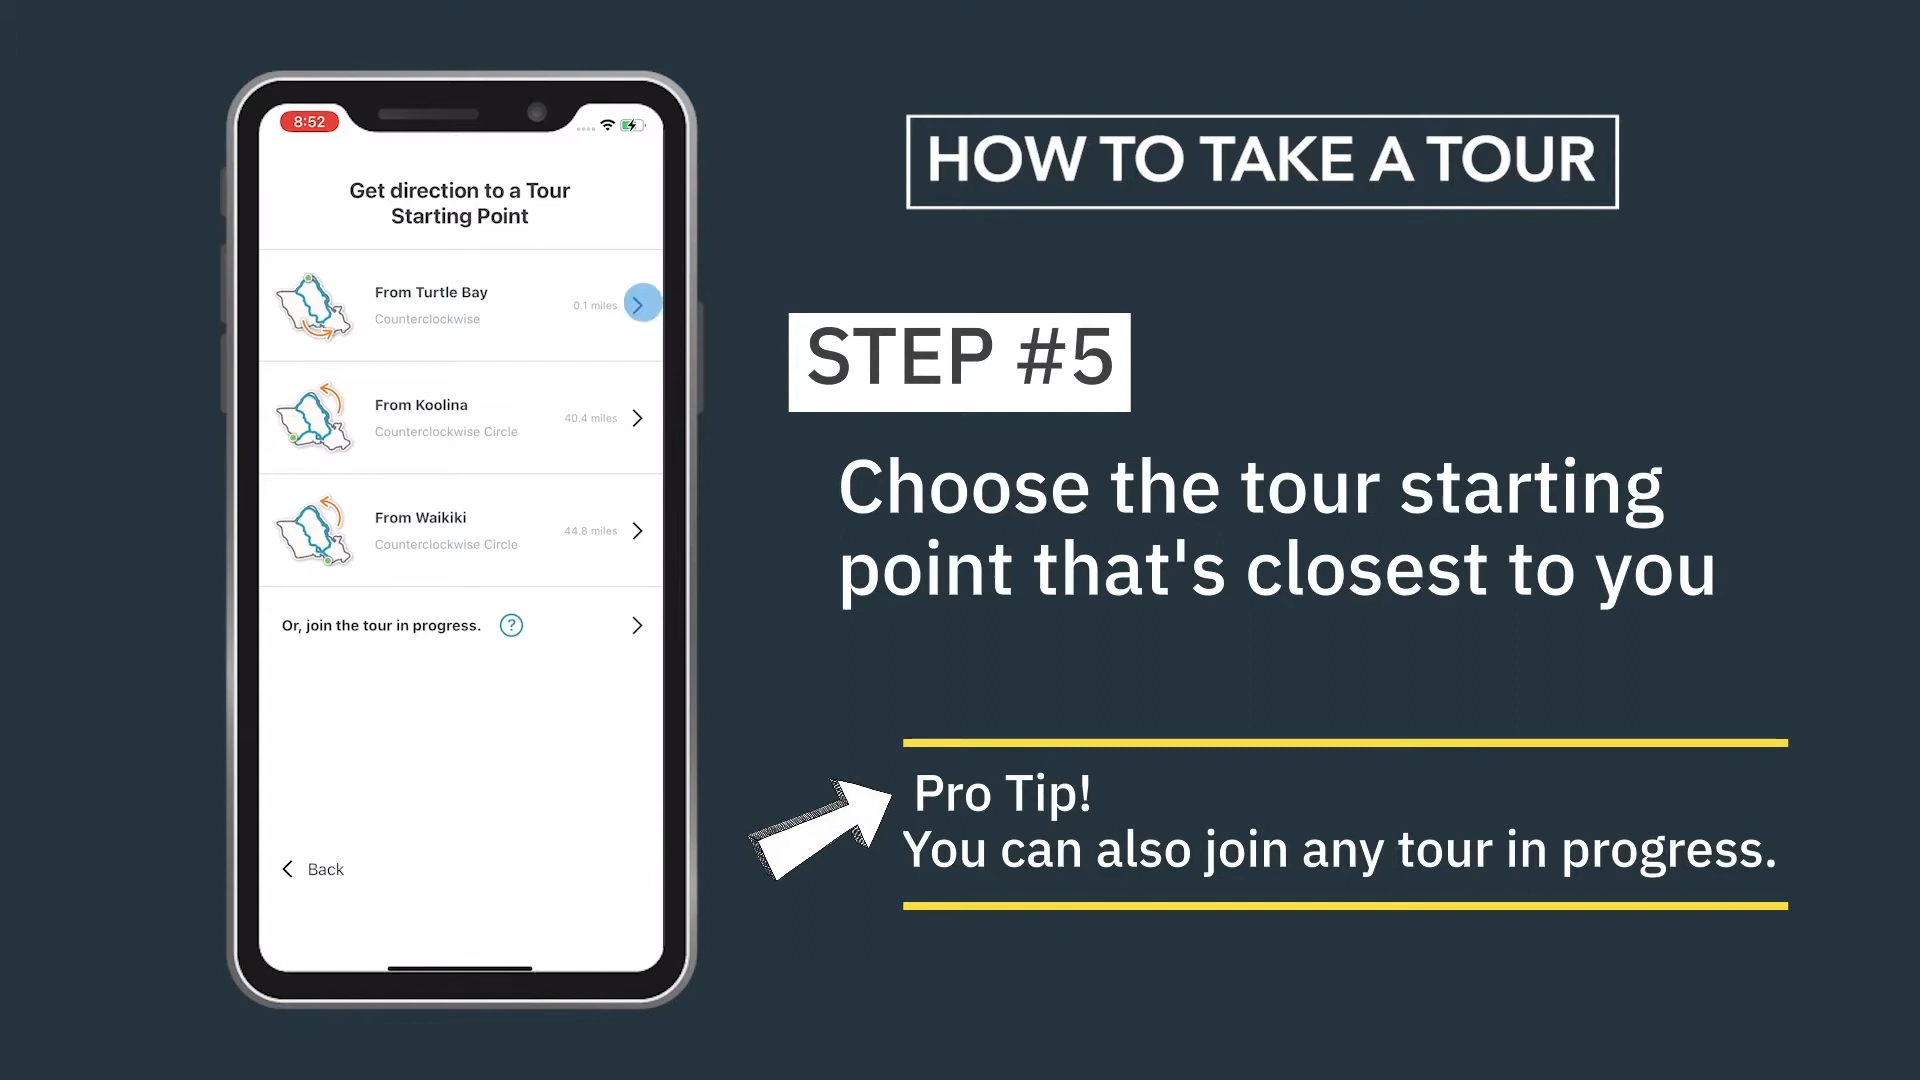 8:52
Get direction to a Tour
Starting Point
From Turtle Bay
Counterclockwise
0.1 miles
From Koolina
Counterclockwise Circle
40.4 miles
From Waikiki
Counterclockwise Circle
44.8 miles
Or, join the tour in progress. ?
Back
HOW TO TAKE A TOUR
STEP #5
Choose the tour starting
point that's closest to you
Pro Tip!
You can also join any tour in progress.